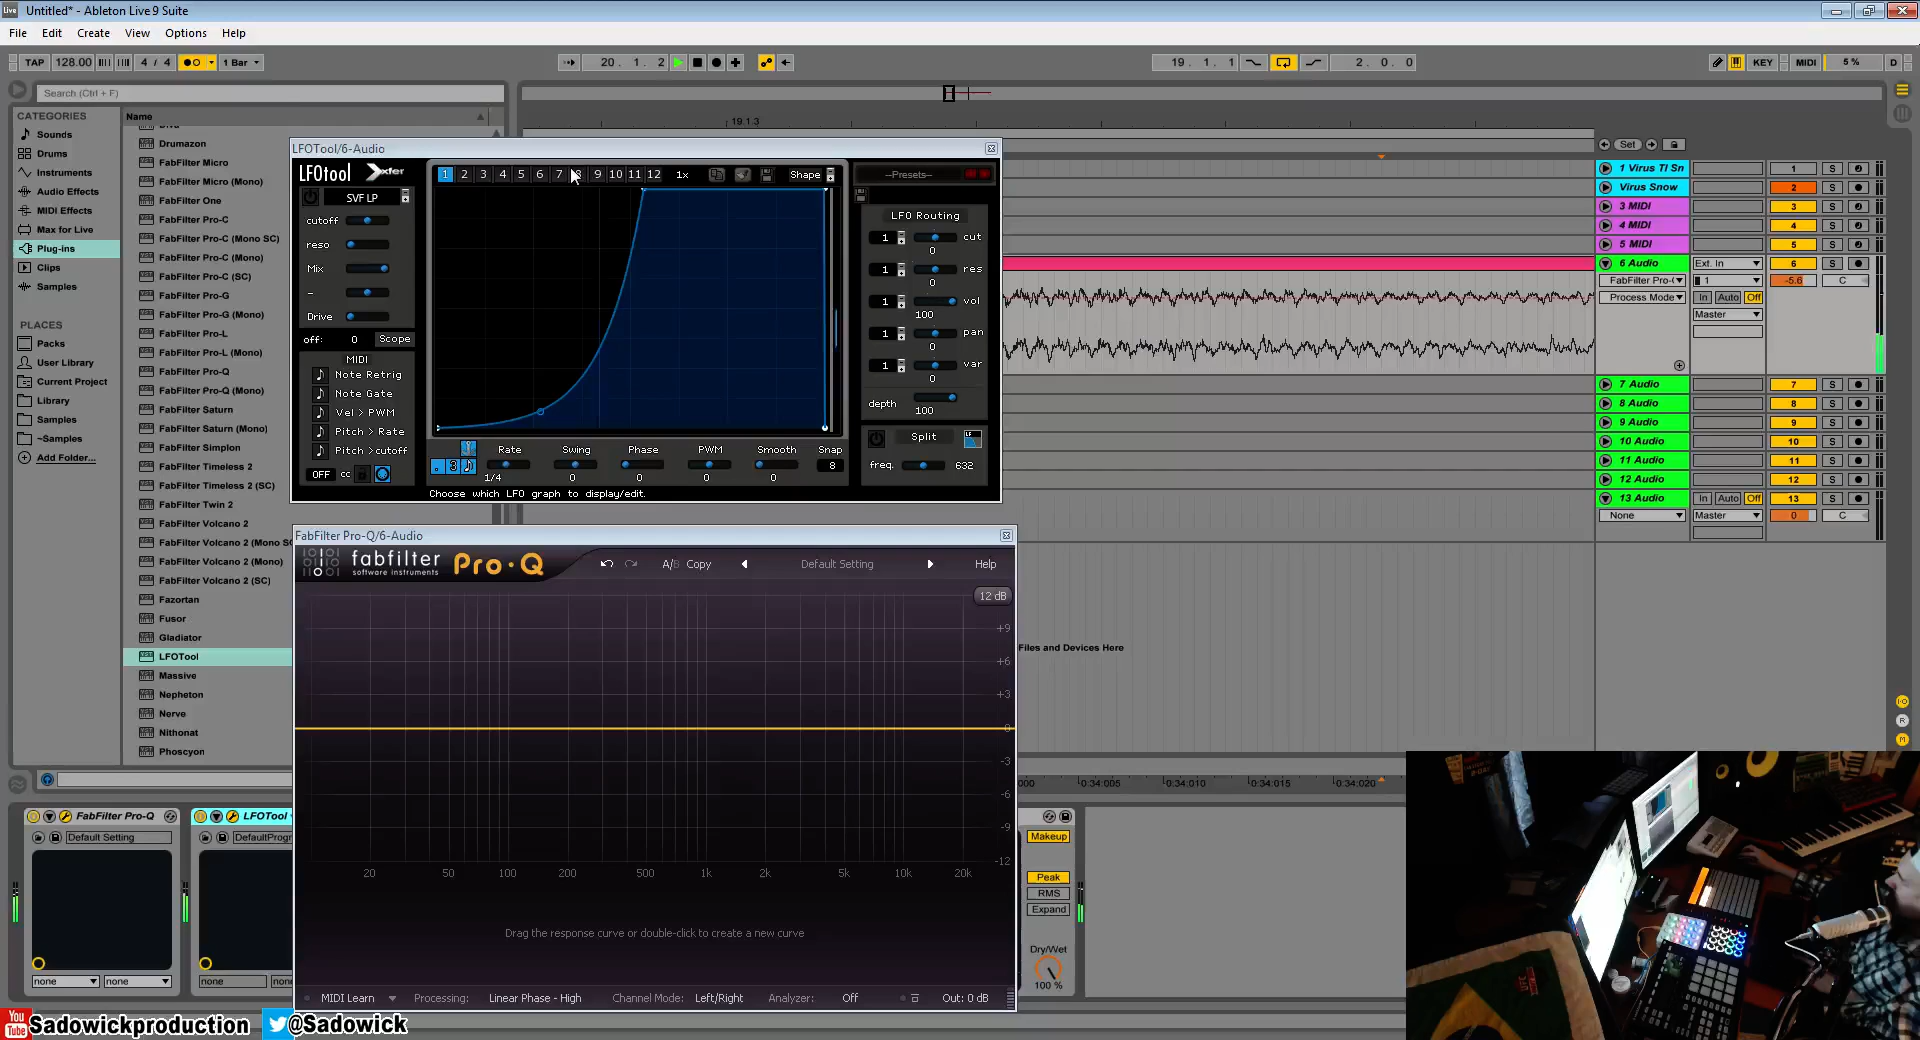 Untitled* - Ableton Live 9 Suite
File Edit Create View Options Help
TAP 128.00 4 / 4 1 Bar 20. 1. 2 19. 1. 1 2. 0. 0 KEY MIDI 5 % D
Search (Ctrl + F)
CATEGORIES
Sounds
Drums
Instruments
Audio Effects
MIDI Effects
Max for Live
Plug-ins
Clips
Samples
PLACES
Packs
User Library
Current Project
Library
Samples
~Samples
Add Folder...
Name
Drumazon
FabFilter Micro
FabFilter Micro (Mono)
FabFilter One
FabFilter Pro-C
FabFilter Pro-C (Mono SC)
FabFilter Pro-C (Mono)
FabFilter Pro-C (SC)
FabFilter Pro-G
FabFilter Pro-G (Mono)
FabFilter Pro-L
FabFilter Pro-L (Mono)
FabFilter Pro-Q
FabFilter Pro-Q (Mono)
FabFilter Saturn
FabFilter Saturn (Mono)
FabFilter Simplon
FabFilter Timeless 2
FabFilter Timeless 2 (SC)
FabFilter Twin 2
FabFilter Volcano 2
FabFilter Volcano 2 (Mono SC
FabFilter Volcano 2 (Mono)
FabFilter Volcano 2 (SC)
Fazortan
Fusor
Gladiator
LFOTool
Massive
Nepheton
Nerve
Nithonat
Phoscyon
19.1.3
LFOTool/6-Audio
LFOtool Xfer
1 2 3 4 5 6 7 8 9 10 11 12 1x Shape
SVF LP
cutoff
reso
Mix
Drive
off: 0 Scope
MIDI
Note Retrig
Note Gate
Vel > PWM
Pitch > Rate
Pitch >cutoff
OFF cc
Rate Swing Phase PWM Smooth Snap
1/4 0 0 0 0 8
Choose which LFO graph to display/edit.
--Presets--
LFO Routing
1 cut
0
1 res
0
1 vol
100
1 pan
0
1 var
0
depth 100
Split
freq. 632
FabFilter Pro-Q/6-Audio
fabfilter
software instruments
Pro·Q
A/B Copy Default Setting Help
12 dB
+9
+6
+3
0
-3
-6
-9
-12
20 50 100 200 500 1k 2k 5k 10k 20k
Drag the response curve or double-click to create a new curve
MIDI Learn Processing: Linear Phase - High Channel Mode: Left/Right Analyzer: Off Out: 0 dB
Set
1 Virus TI Sn 1 S
Virus Snow 2 S
3 MIDI 3 S
4 MIDI 4 S
5 MIDI 5 S
6 Audio Ext. In 6 S
FabFilter Pro- 1 -5.6 C
Process Mode In Auto Off
Master
7 Audio 7 S
8 Audio 8 S
9 Audio 9 S
10 Audio 10 S
11 Audio 11 S
12 Audio 12 S
13 Audio In Auto Off 13 S
None Master 0 C
Files and Devices Here
000 0:34:005 0:34:010 0:34:015 0:34:020
FabFilter Pro-Q
Default Setting
none none
LFOTool
DefaultProgr
none
Makeup
Peak
RMS
Expand
Dry/Wet
100 %
You Tube Sadowickproduction @Sadowick